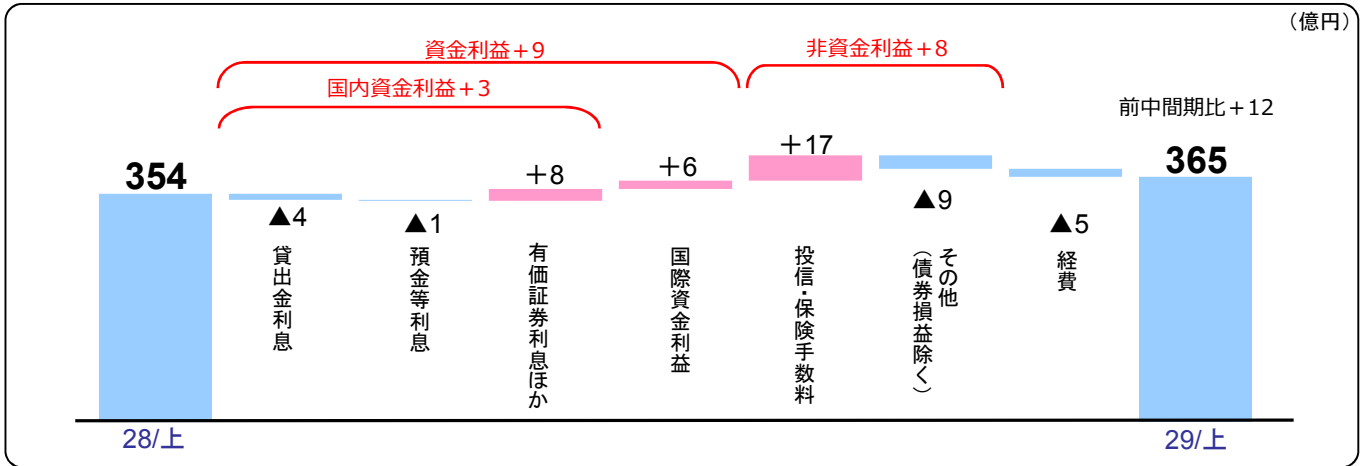 (億円)
資金利益+9
非資金利益+8
国内資金利益+3
前中間期比+12
354
▲4
▲1
+8
+6
+17
▲9
▲5
365
貸出金利息
預金等利息
有価証券利息ほか
国際資金利益
投信・保険手数料
その他
(債券損益除く)
経費
28/上
29/上